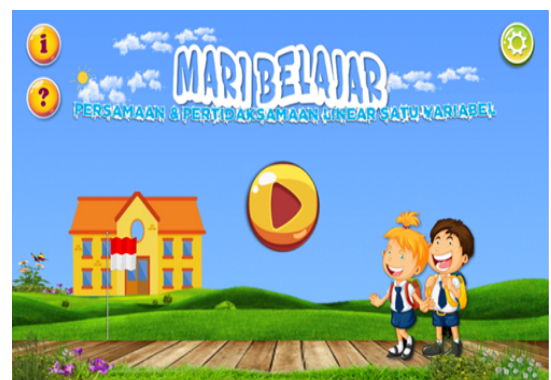 i
?
MARI BELAJAR
PERSAMAAN & PERTIDAKSAMAAN LINEAR SATU VARIABEL